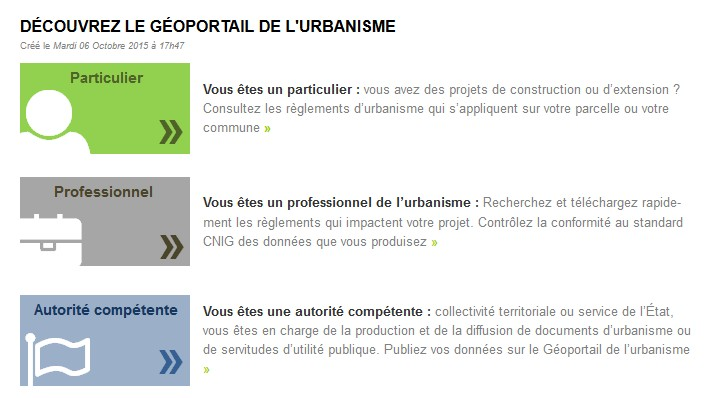 DÉCOUVREZ LE GÉOPORTAIL DE L'URBANISME
Créé le Mardi 06 Octobre 2015 à 17h47
Particulier
Vous êtes un particulier : vous avez des projets de construction ou d’extension ?
Consultez les règlements d’urbanisme qui s’appliquent sur votre parcelle ou votre
commune »
Professionnel
Vous êtes un professionnel de l’urbanisme : Recherchez et téléchargez rapide-
ment les règlements qui impactent votre projet. Contrôlez la conformité au standard
CNIG des données que vous produisez »
Autorité compétente
Vous êtes une autorité compétente : collectivité territoriale ou service de l’État,
vous êtes en charge de la production et de la diffusion de documents d’urbanisme ou
de servitudes d’utilité publique. Publiez vos données sur le Géoportail de l’urbanisme
»